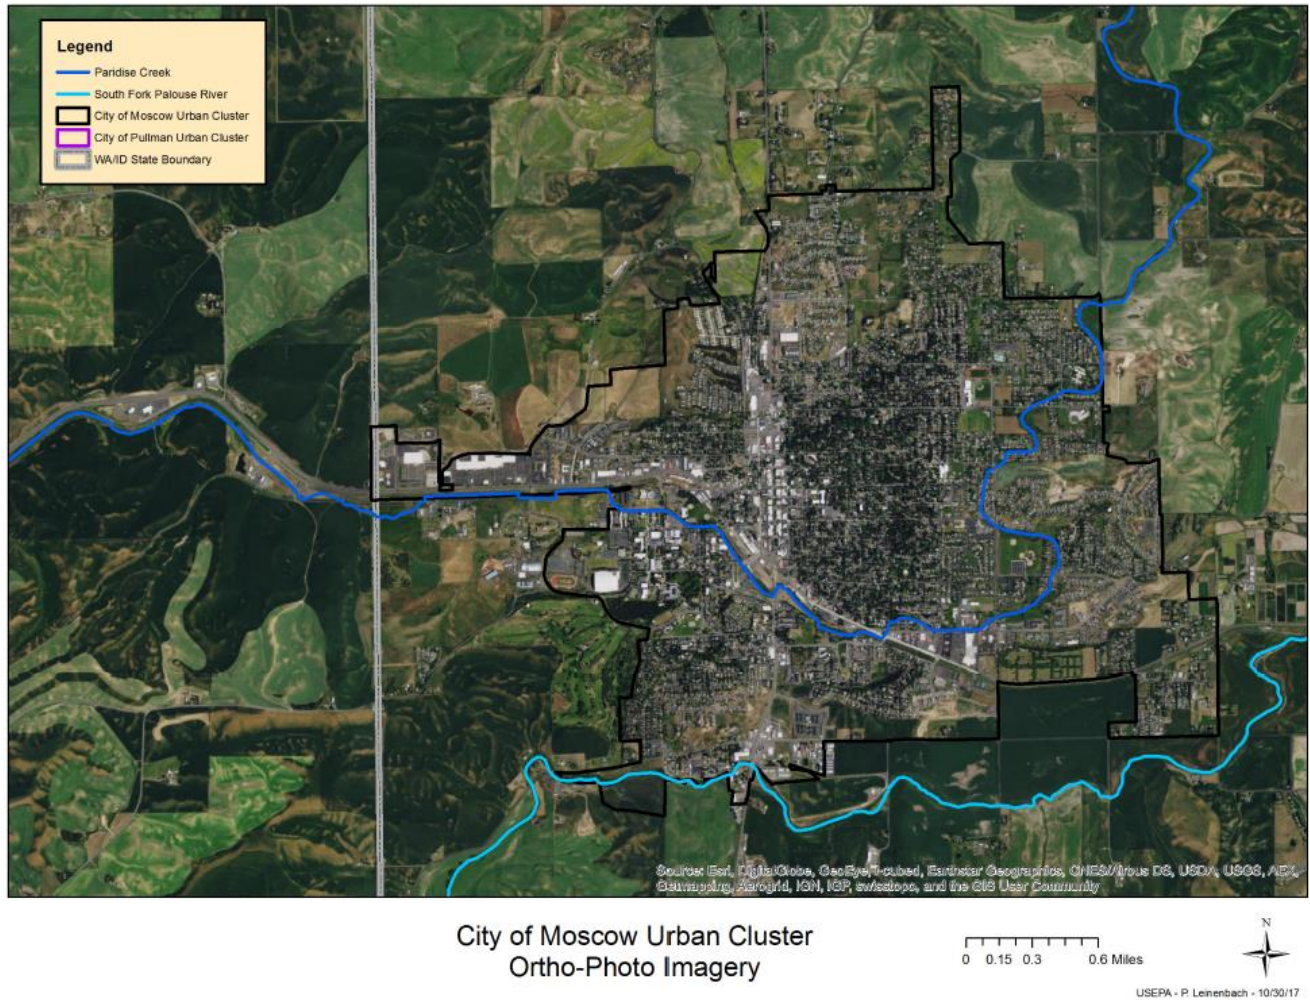 Legend
Paridise Creek
South Fork Palouse River
City of Moscow Urban Cluster
City of Pullman Urban Cluster
WA/ID State Boundary
Source: Esri, DigitalGlobe, GeoEye, i-cubed, Earthstar Geographics, CNES/Airbus DS, USDA, USGS, AEX,
Getmapping, Aerogrid, IGN, IGP, swisstopo, and the GIS User Community
City of Moscow Urban Cluster
Ortho-Photo Imagery
N
0 0.15 0.3 0.6 Miles
USEPA - P. Leinenbach - 10/30/17